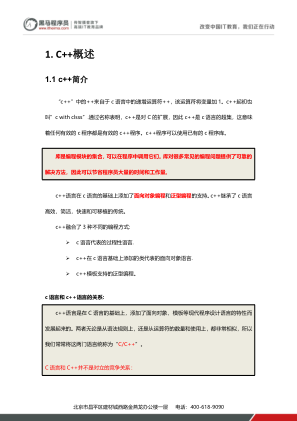 黑马程序员
www.itheima.com
传智播客旗下
高端IT教育品牌
改变中国IT教育，我们正在行动
1. C++概述
1.1 c++简介
“c++”中的++来自于c语言中的递增运算符++，该运算符将变量加1。c++起初也
叫“c with clsss”通过名称表明，c++是对C的扩展，因此c++是c语言的超集，这意味
着任何有效的c程序都是有效的c++程序。c++程序可以使用已有的c程序库。
库是编程模块的集合，可以在程序中调用它们。库对很多常见的编程问题提供了可靠的
解决方法，因此可以节省程序员大量的时间和工作量。
c++语言在c语言的基础上添加了面向对象编程和泛型编程的支持。c++继承了c语言
高效，简洁，快速和可移植的传统。
c++融合了3种不同的编程方式:
➢ c语言代表的过程性语言.
➢ c++在c语言基础上添加的类代表的面向对象语言.
➢ c++模板支持的泛型编程。
c语言和c++语言的关系:
c++语言是在C语言的基础上，添加了面向对象、模板等现代程序设计语言的特性而
发展起来的。两者无论是从语法规则上，还是从运算符的数量和使用上，都非常相似，所以
我们常常将这两门语言统称为“C/C++”。
C语言和C++并不是对立的竞争关系:
北京市昌平区建材城西路金燕龙办公楼一层 电话：400-618-9090